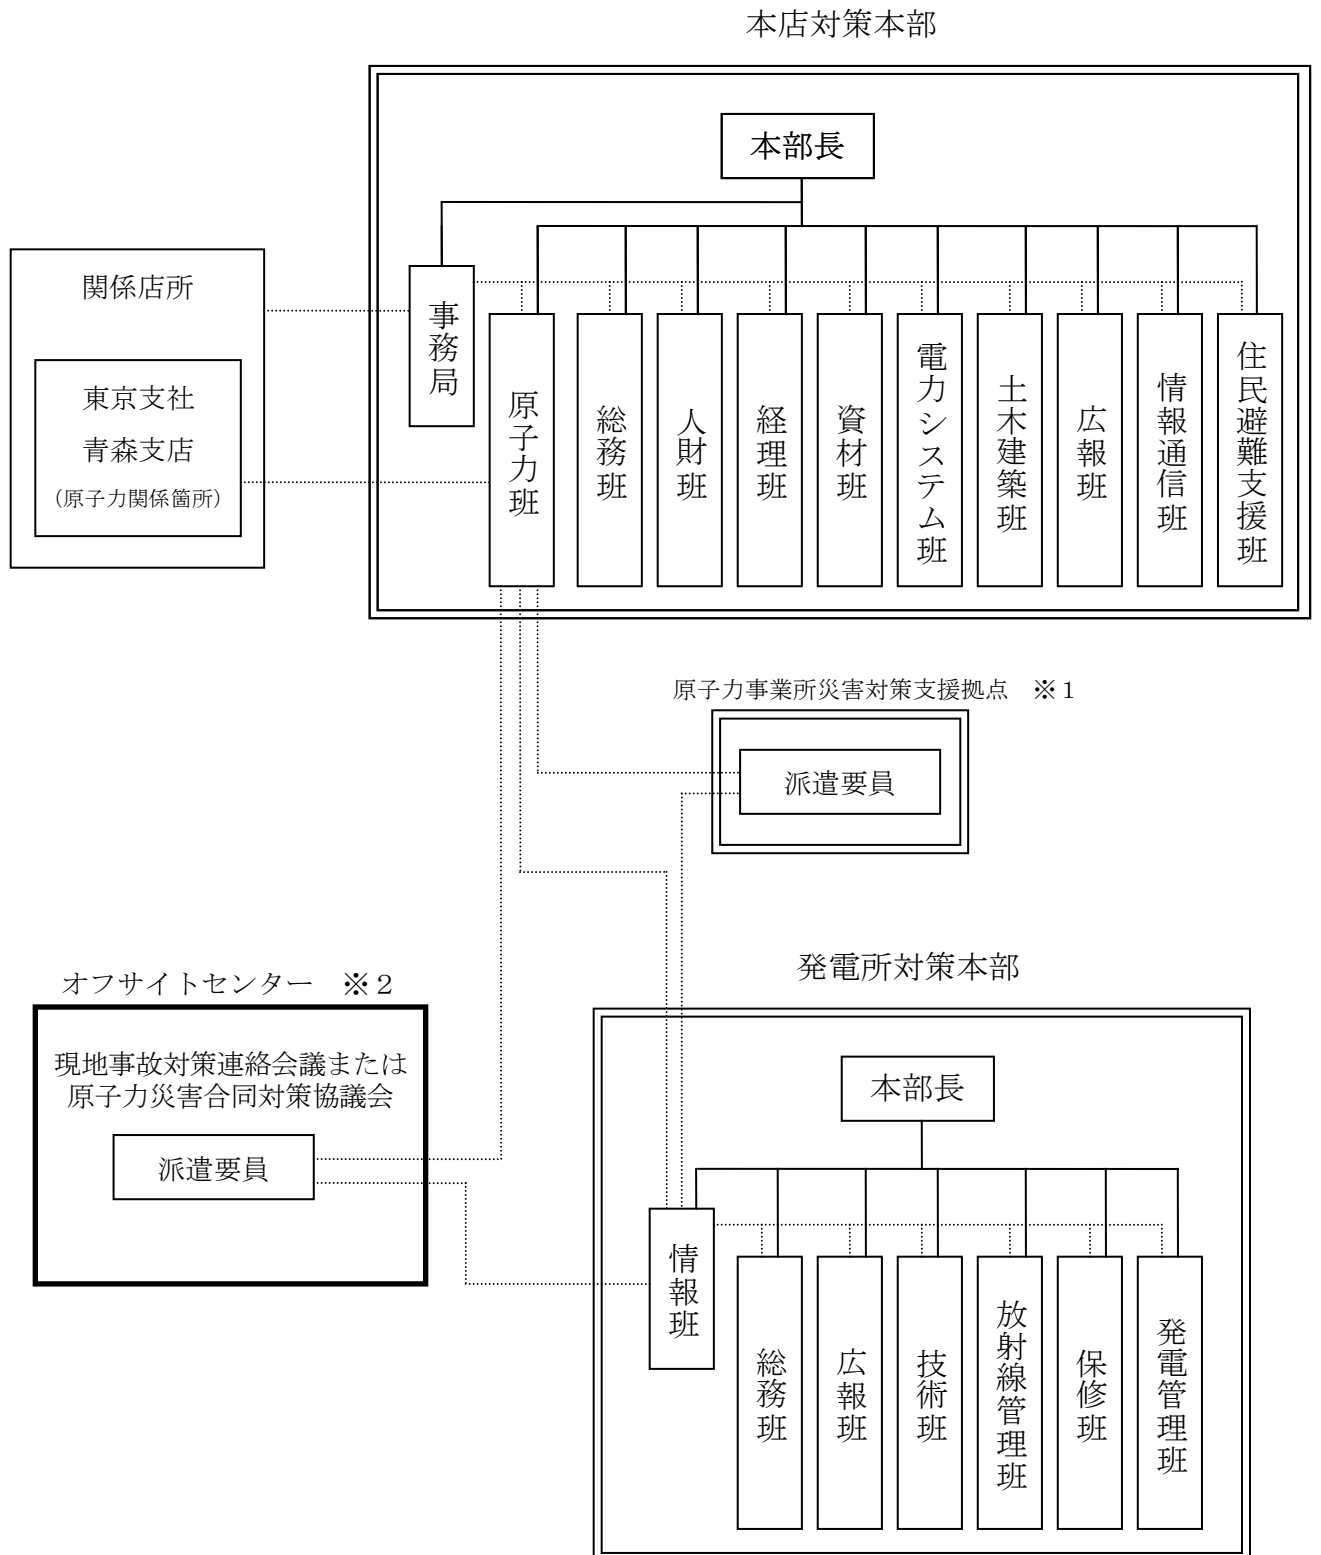 本店対策本部
本部長
関係店所
東京支社
青森支店
(原子力関係箇所)
事務局
原子力班
総務班
人財班
経理班
資材班
電力システム班
土木建築班
広報班
情報通信班
住民避難支援班
原子力事業所災害対策支援拠点　※１
派遣要員
オフサイトセンター　※２
現地事故対策連絡会議または
原子力災害合同対策協議会
派遣要員
発電所対策本部
本部長
情報班
総務班
広報班
技術班
放射線管理班
保修班
発電管理班